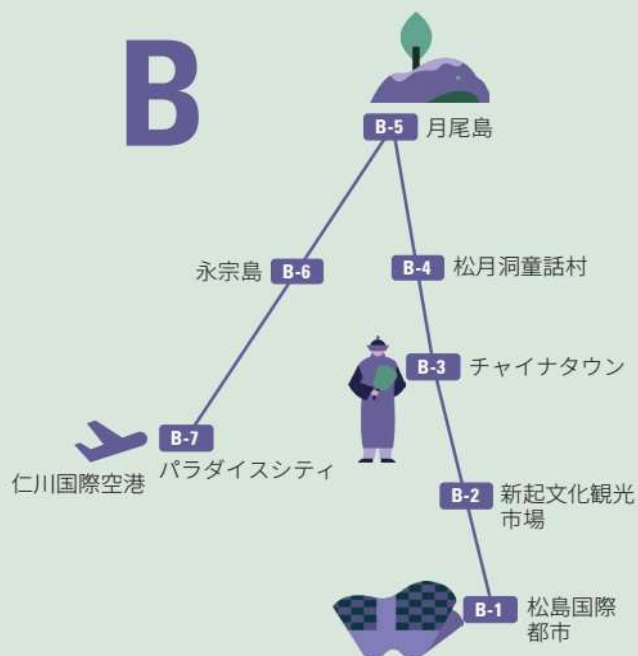 B
B-5 月尾島
永宗島 B-6
B-4 松月洞童話村
B-3 チャイナタウン
B-7
パラダイスシティ
仁川国際空港
B-2 新起文化観光
市場
B-1 松島国際
都市